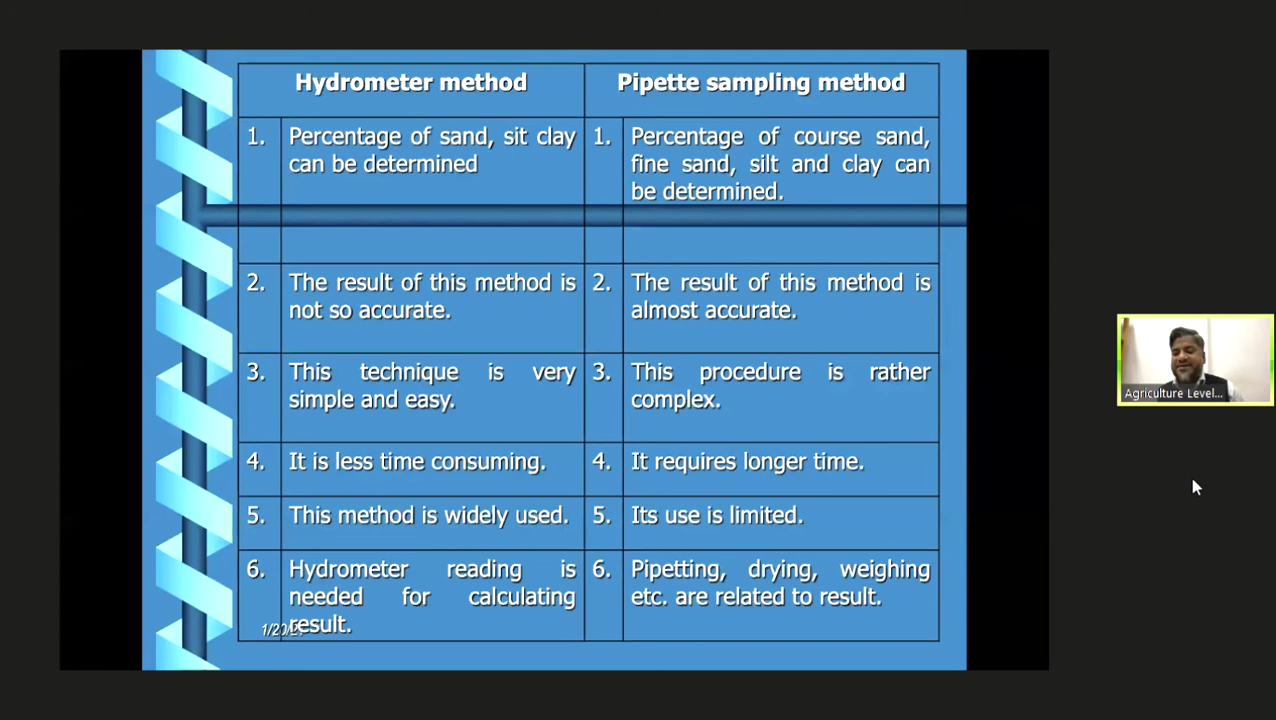 Hydrometer method
Pipette sampling method
1. Percentage of sand, sit clay
can be determined
1. Percentage of course sand,
fine sand, silt and clay can
be determined.
2. The result of this method is
not so accurate.
2. The result of this method is
almost accurate.
3. This technique is very
simple and easy.
3. This procedure is rather
complex.
4. It is less time consuming.
4. It requires longer time.
5. This method is widely used.
5. Its use is limited.
6. Hydrometer reading is
needed for calculating
result.
6. Pipetting, drying, weighing
etc. are related to result.
Agriculture Level...